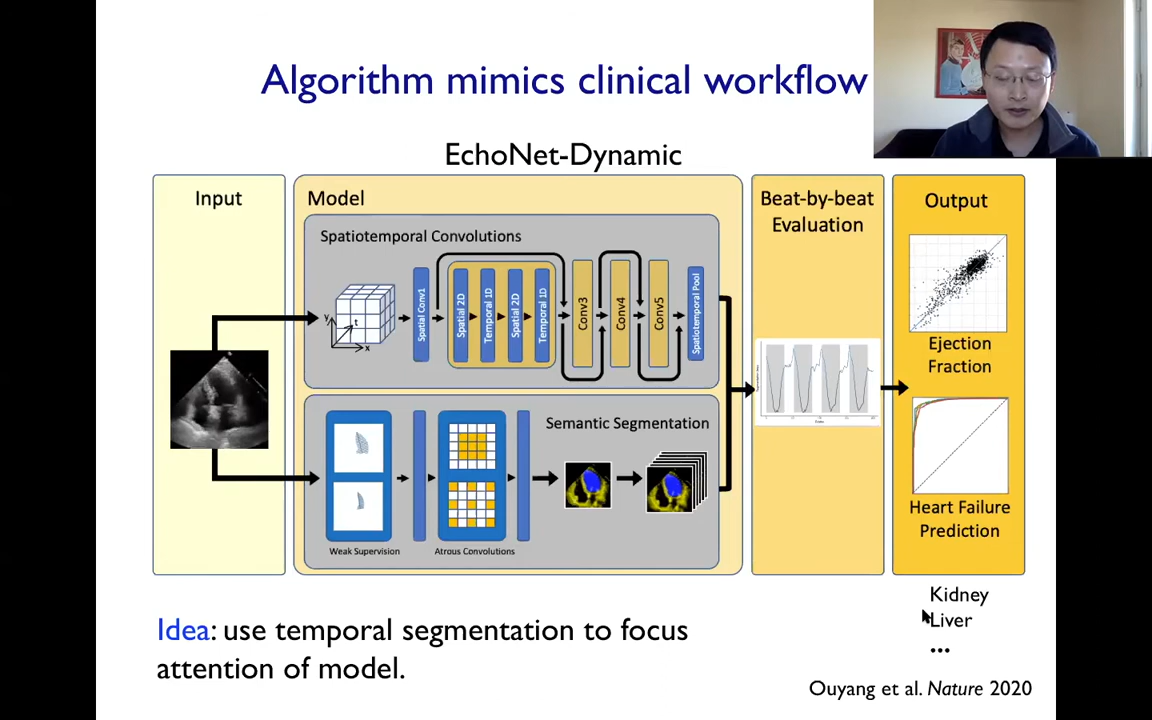 Algorithm mimics clinical workflow
EchoNet-Dynamic
Input
Model
Spatiotemporal Convolutions
y
t
x
Spatial Conv1
Spatial 2D
Temporal 1D
Spatial 2D
Temporal 1D
Conv3
Conv4
Conv5
Spatiotemporal Pool
Semantic Segmentation
Weak Supervision
Atrous Convolutions
Beat-by-beat
Evaluation
Output
Ejection
Fraction
Heart Failure
Prediction
Kidney
Liver
...
Idea: use temporal segmentation to focus
attention of model.
Ouyang et al. Nature 2020